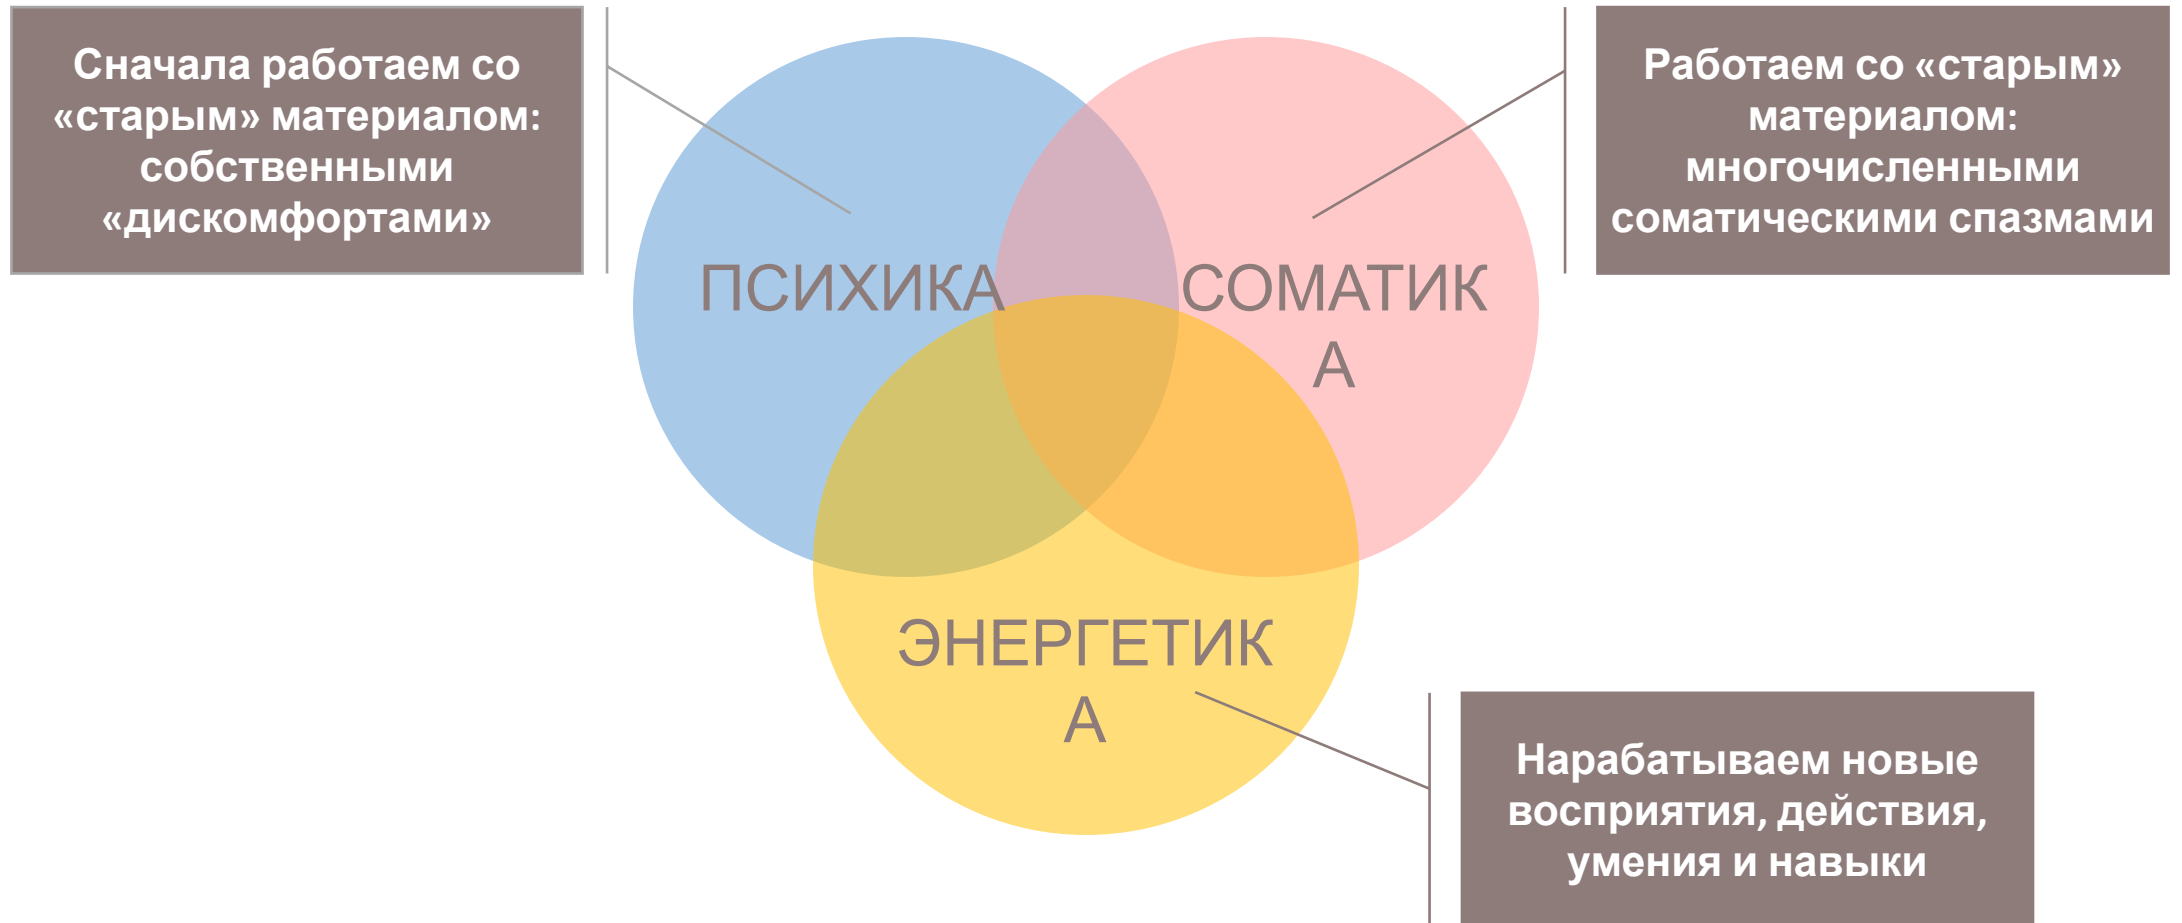 Сначала работаем со
«старым» материалом:
собственными
«дискомфортами»
Работаем со «старым»
материалом:
многочисленными
соматическими спазмами
ПСИХИКА
СОМАТИК
А
ЭНЕРГЕТИК
А
Нарабатываем новые
восприятия, действия,
умения и навыки